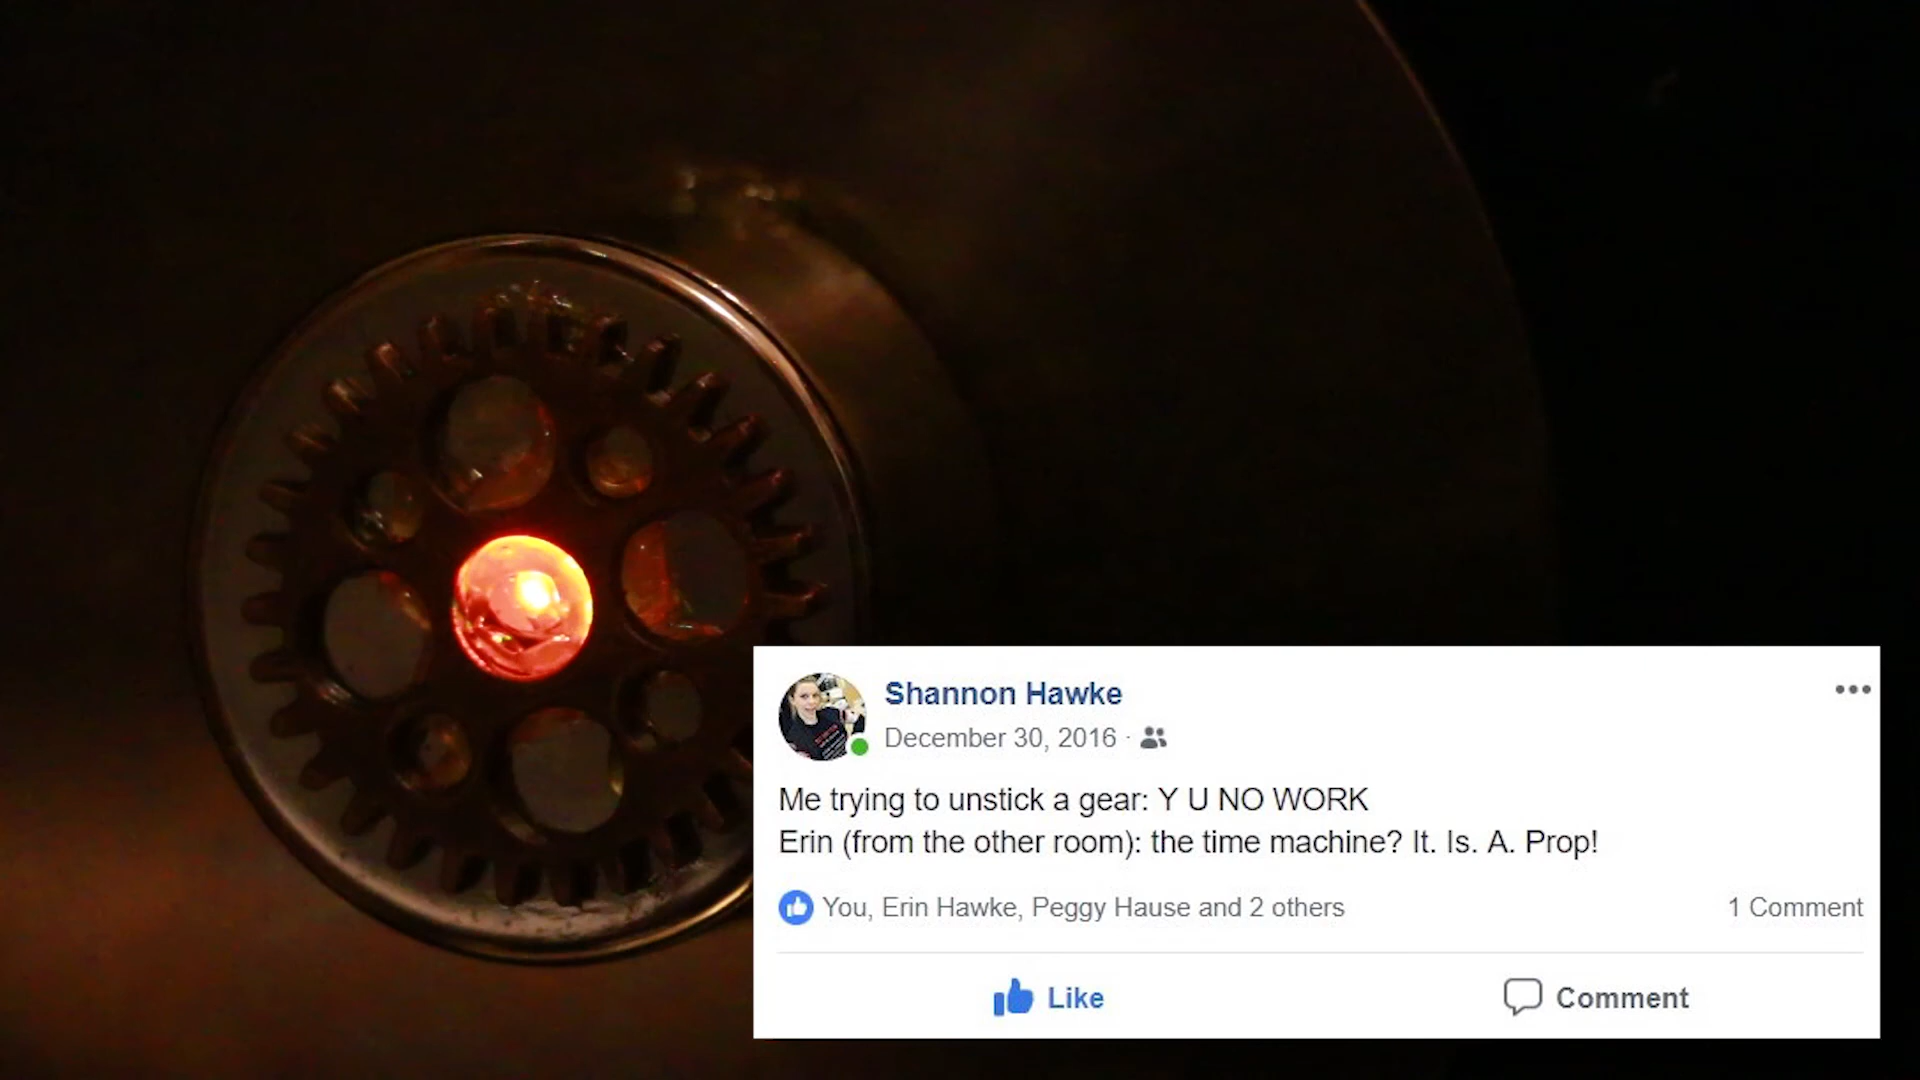 Shannon Hawke
December 30, 2016 ·
Me trying to unstick a gear: Y U NO WORK
Erin (from the other room): the time machine? It. Is. A. Prop!
You, Erin Hawke, Peggy Hause and 2 others
1 Comment
Like
Comment